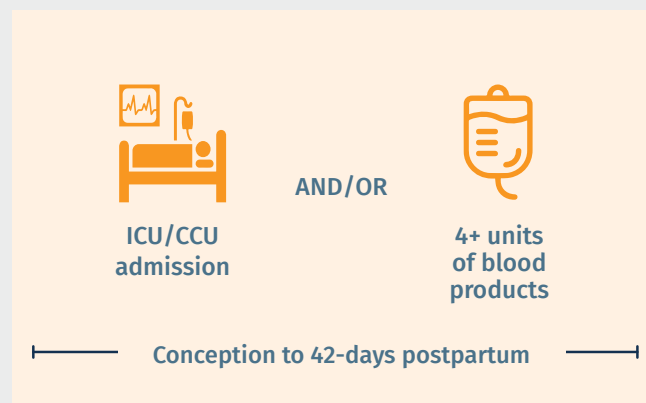 AND/OR
ICU/CCU
admission
4+ units
of blood
products
Conception to 42-days postpartum